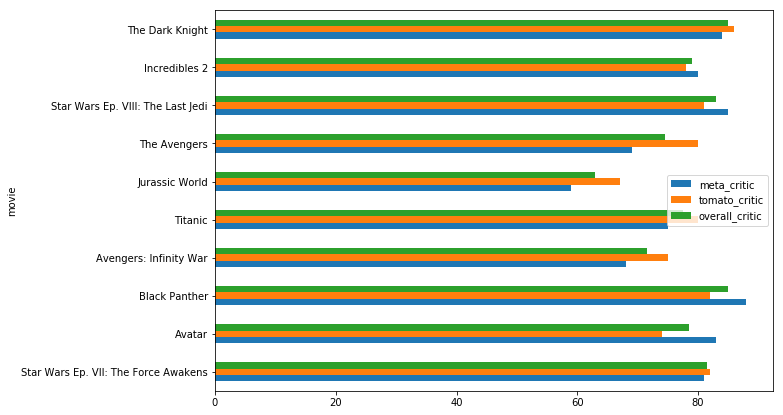 The Dark Knight
Incredibles 2
Star Wars Ep. VIII: The Last Jedi
The Avengers
Jurassic World
Titanic
Avengers: Infinity War
Black Panther
Avatar
Star Wars Ep. VII: The Force Awakens
movie
meta_critic
tomato_critic
overall_critic
0 20 40 60 80